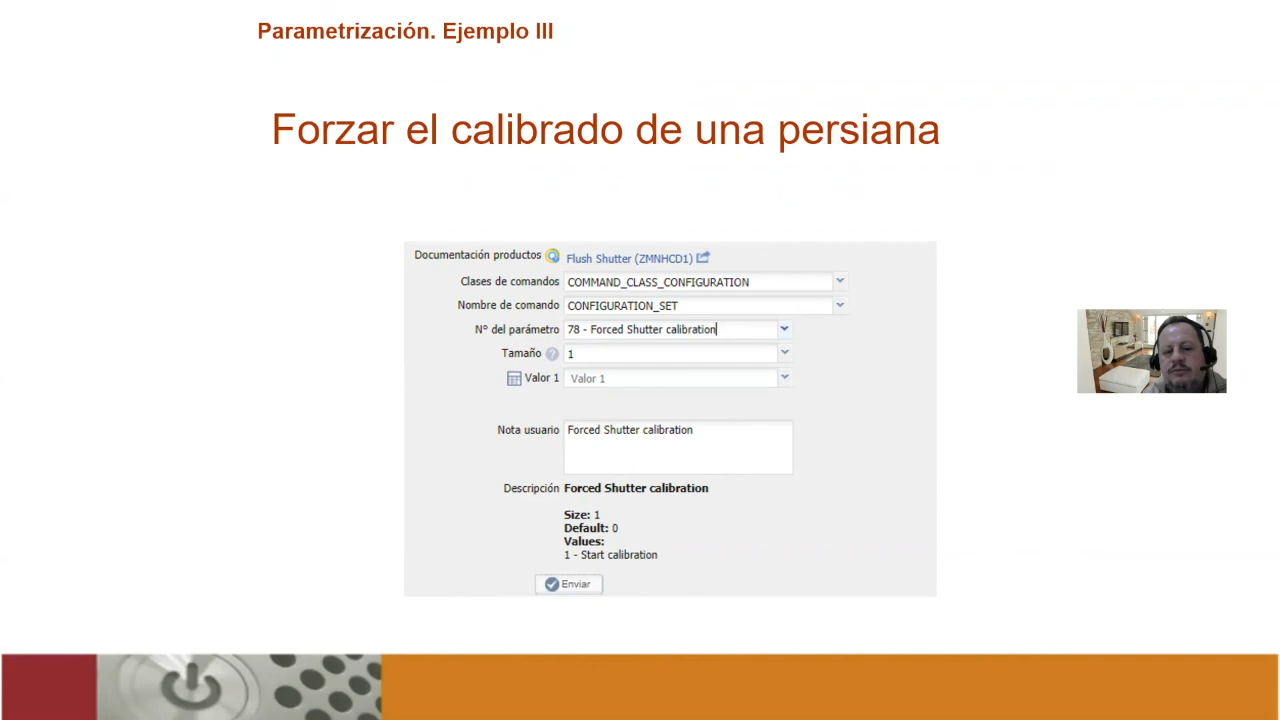 Parametrización. Ejemplo III
Forzar el calibrado de una persiana
Documentación productos Flush Shutter (ZMNHCD1)
Clases de comandos COMMAND_CLASS_CONFIGURATION
Nombre de comando CONFIGURATION_SET
Nº del parámetro 78 - Forced Shutter calibration
Tamaño ? 1
Valor 1 Valor 1
Nota usuario Forced Shutter calibration
Descripción Forced Shutter calibration
Size: 1
Default: 0
Values:
1 - Start calibration
Enviar